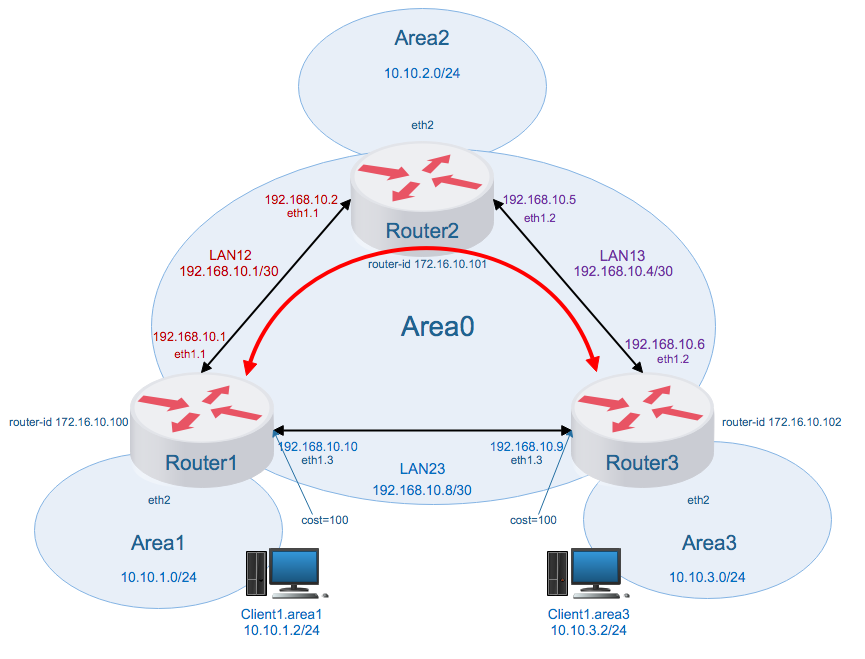 Area2
10.10.2.0/24
eth2
192.168.10.2
eth1.1
192.168.10.5
eth1.2
Router2
LAN12
192.168.10.1/30
router-id 172.16.10.101
LAN13
192.168.10.4/30
Area0
192.168.10.1
eth1.1
192.168.10.6
eth1.2
router-id 172.16.10.100
router-id 172.16.10.102
Router1
192.168.10.10
eth1.3
192.168.10.9
eth1.3
Router3
LAN23
192.168.10.8/30
eth2
eth2
cost=100
cost=100
Area1
Area3
10.10.1.0/24
10.10.3.0/24
Client1.area1
10.10.1.2/24
Client1.area3
10.10.3.2/24